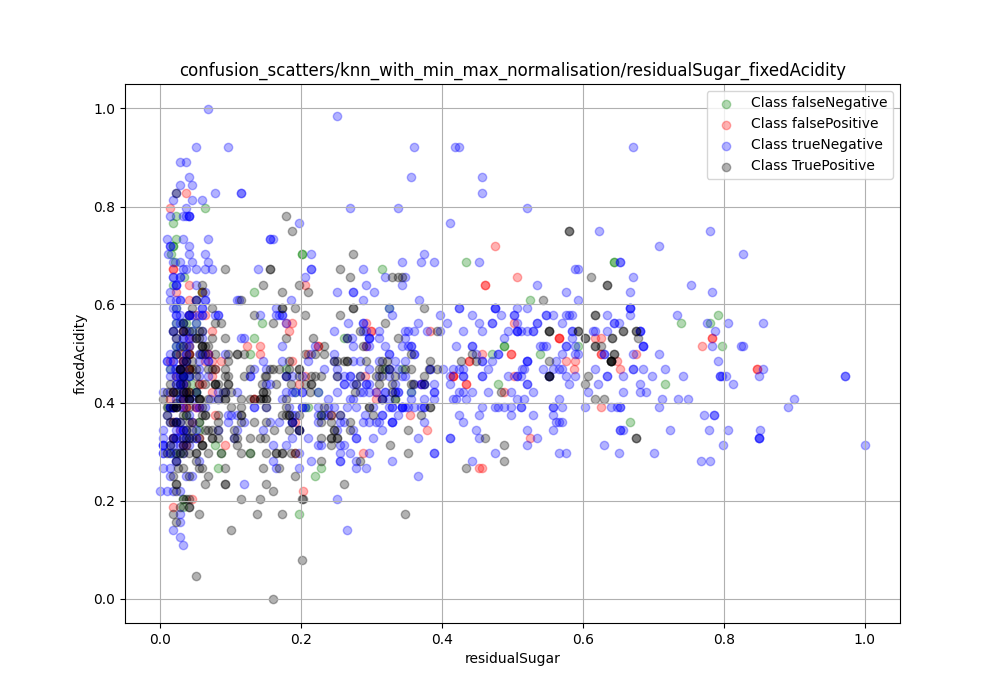 confusion_scatters/knn_with_min_max_normalisation/residualSugar_fixedAcidity
Class falseNegative
Class falsePositive
Class trueNegative
Class TruePositive
1.0
0.8
0.6
0.4
0.2
0.0
fixedAcidity
0.0 0.2 0.4 0.6 0.8 1.0
residualSugar